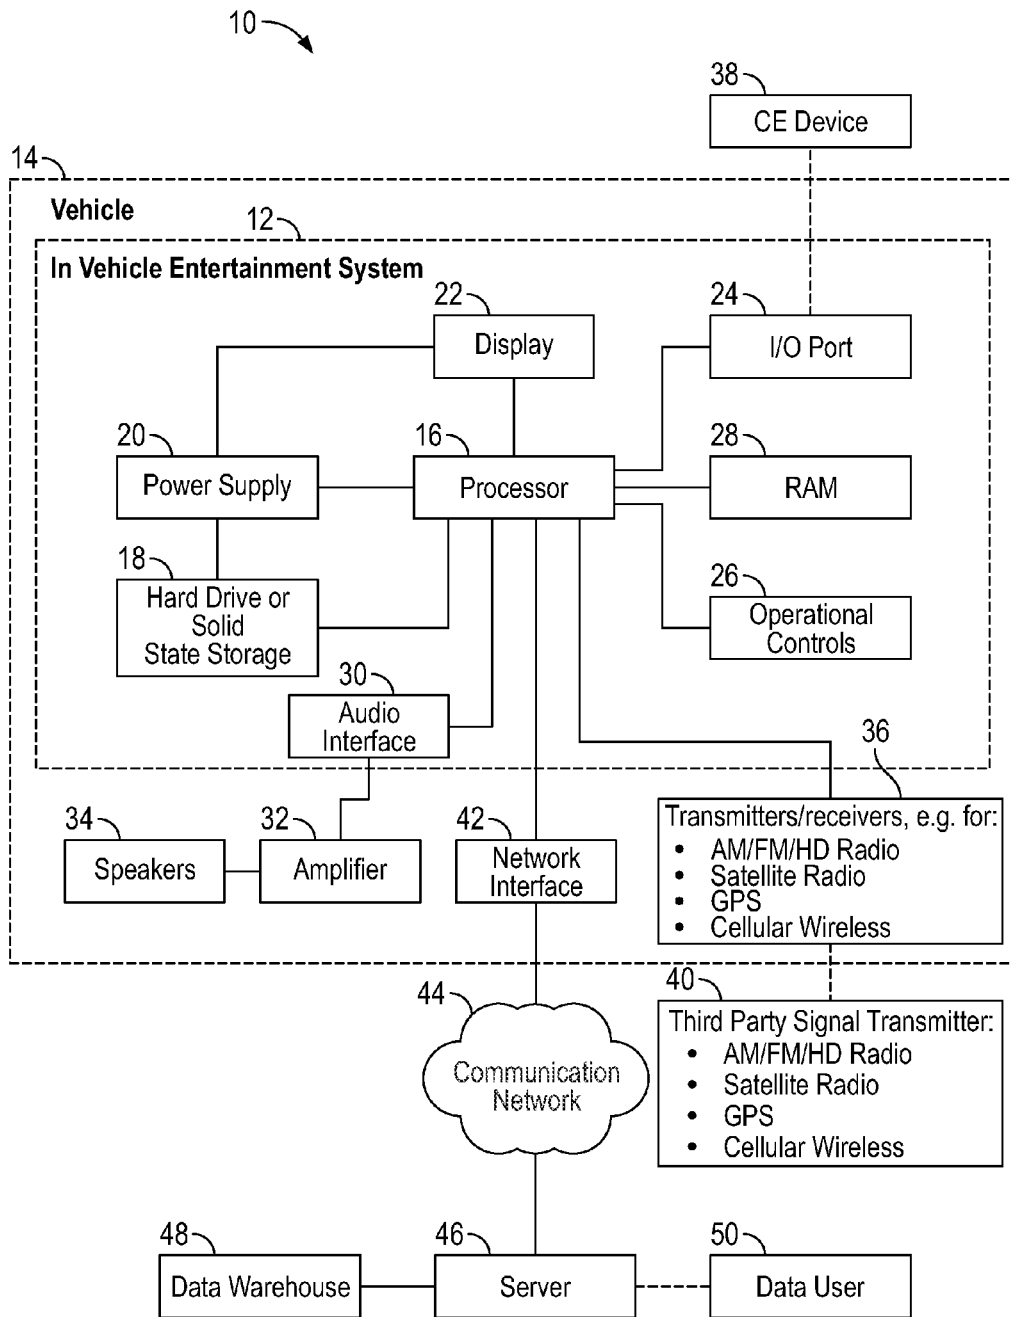 10
38
CE Device
14
Vehicle
12
In Vehicle Entertainment System
22
Display
24
I/O Port
20
Power Supply
16
Processor
28
RAM
18
Hard Drive or
Solid
State Storage
26
Operational
Controls
30
Audio
Interface
36
Transmitters/receivers, e.g. for:
• AM/FM/HD Radio
• Satellite Radio
• GPS
• Cellular Wireless
34
Speakers
32
Amplifier
42
Network
Interface
44
Communication
Network
40
Third Party Signal Transmitter:
• AM/FM/HD Radio
• Satellite Radio
• GPS
• Cellular Wireless
48
Data Warehouse
46
Server
50
Data User